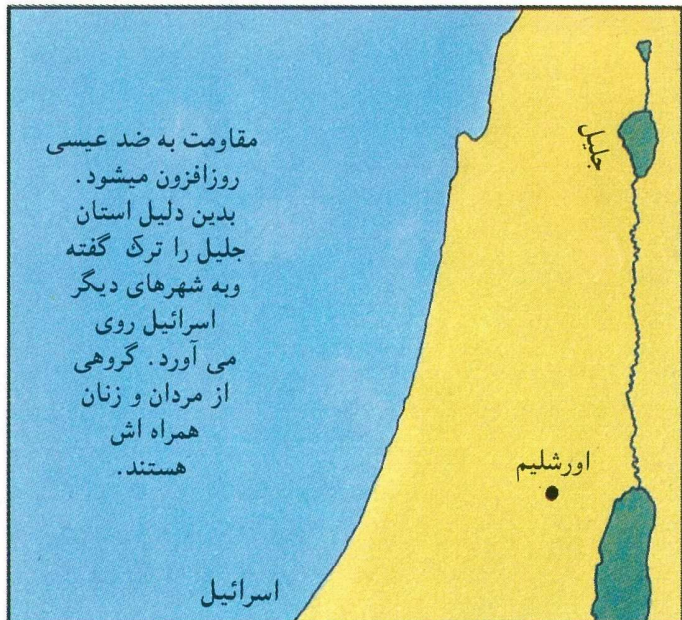 مقاومت به ضد عیسی
روزافزون میشود.
بدین دلیل استان
جلیل را ترک گفته
وبه شهرهای دیگر
اسرائیل روی
می آورد. گروهی
از مردان و زنان
همراه اش
هستند.
جلیل
اورشلیم
اسرائیل